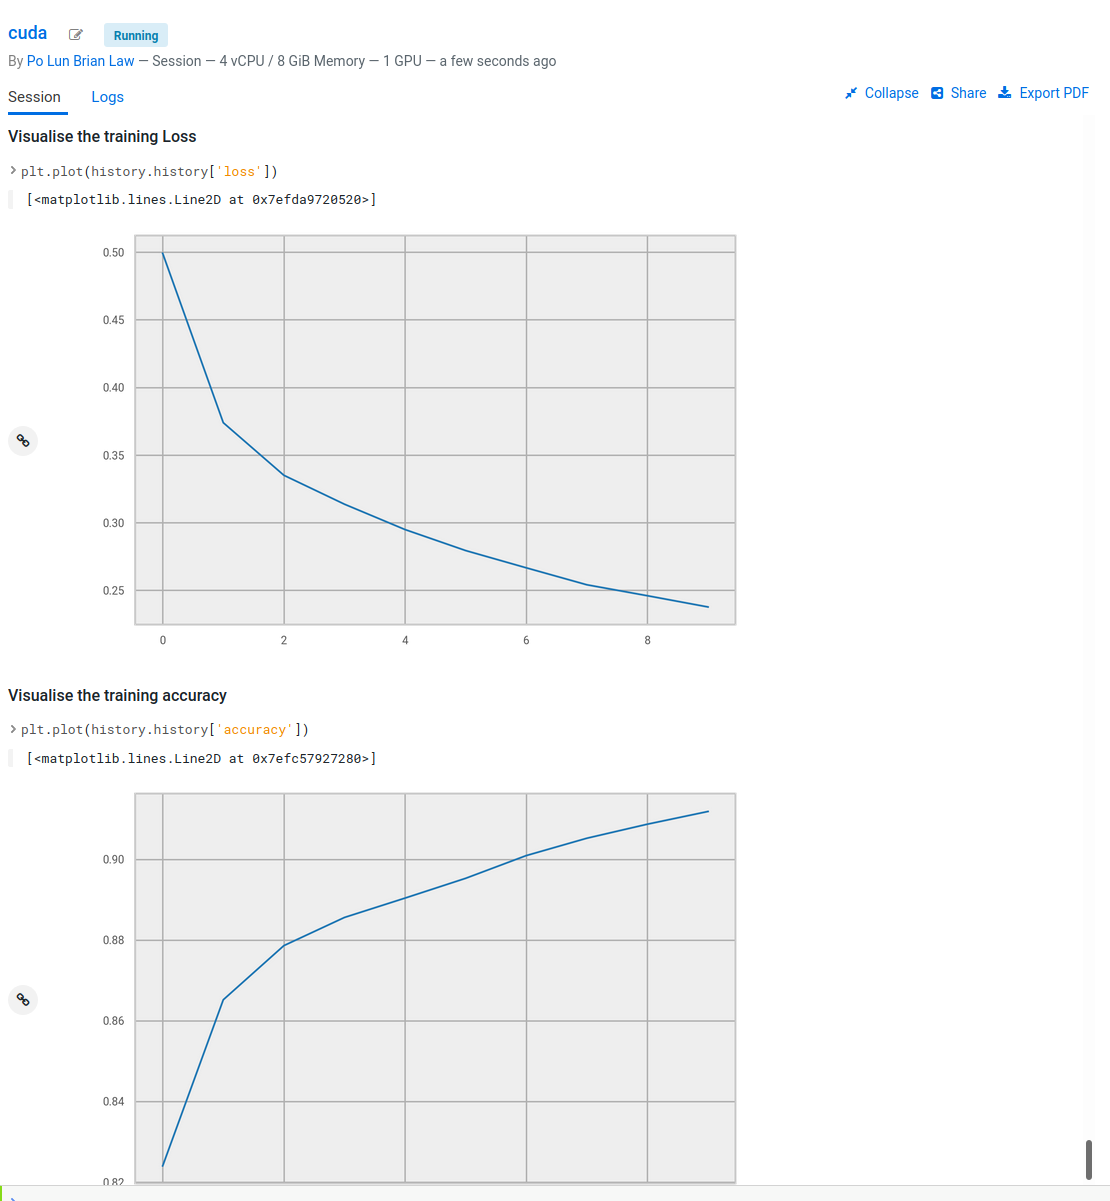 cuda Running
By Po Lun Brian Law — Session — 4 vCPU / 8 GiB Memory — 1 GPU — a few seconds ago
Session Logs Collapse Share Export PDF
Visualise the training Loss
plt.plot(history.history['loss'])
[<matplotlib.lines.Line2D at 0x7efda9720520>]
0.50
0.45
0.40
0.35
0.30
0.25
0 2 4 6 8
Visualise the training accuracy
plt.plot(history.history['accuracy'])
[<matplotlib.lines.Line2D at 0x7efc57927280>]
0.90
0.88
0.86
0.84
0.82